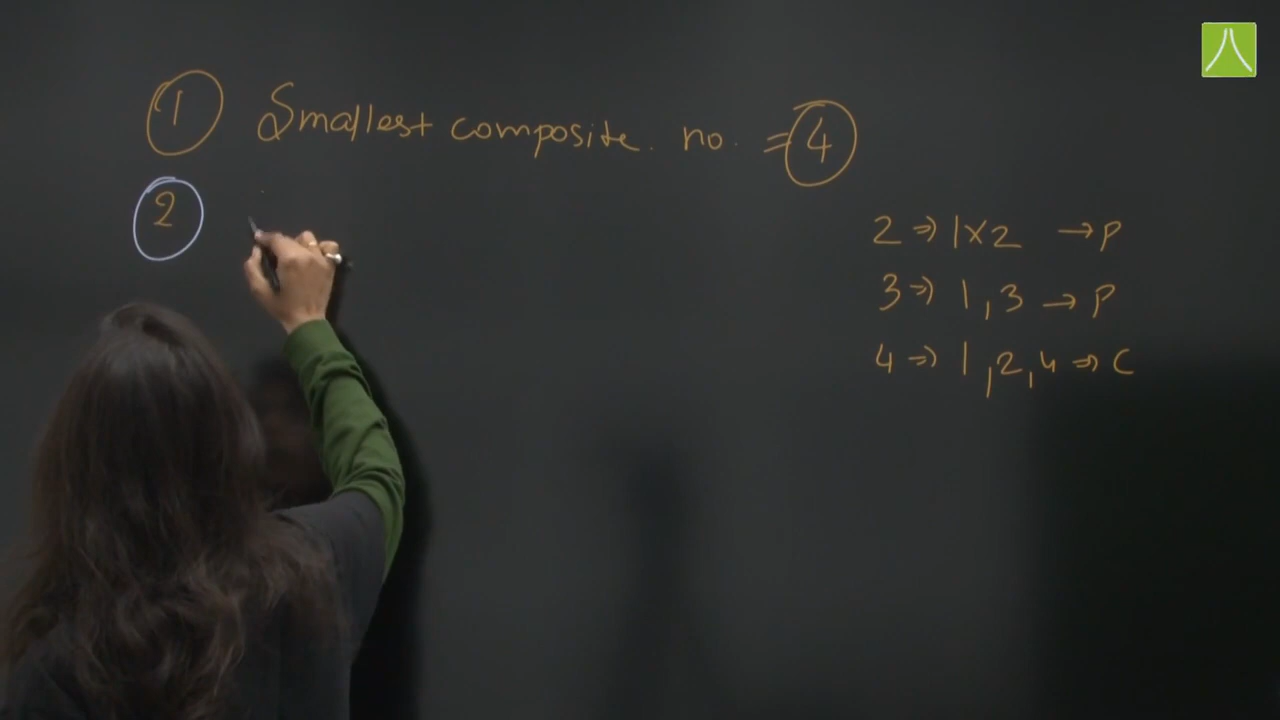 1 Smallest composite. no. = 4
2
2 ⇒ 1×2 → P
3 ⇒ 1,3 → P
4 ⇒ 1,2,4 ⇒ C